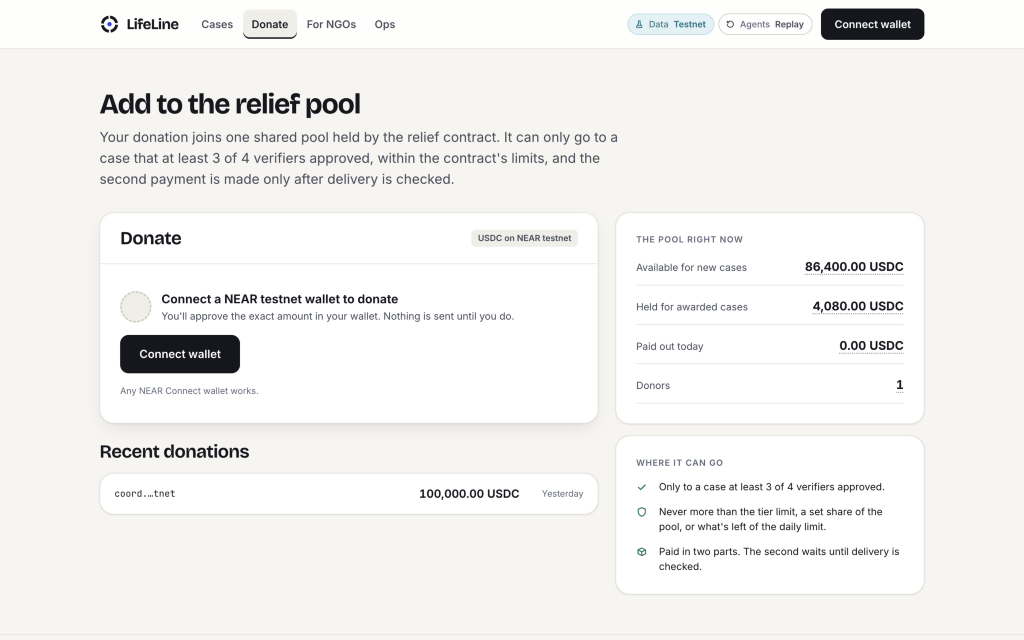 LifeLine
Cases
Donate
For NGOs
Ops
Data Testnet
Agents Replay
Connect wallet
Add to the relief pool
Your donation joins one shared pool held by the relief contract. It can only go to a
case that at least 3 of 4 verifiers approved, within the contract's limits, and the
second payment is made only after delivery is checked.
Donate
USDC on NEAR testnet
Connect a NEAR testnet wallet to donate
You'll approve the exact amount in your wallet. Nothing is sent until you do.
Connect wallet
Any NEAR Connect wallet works.
Recent donations
coord.…tnet 100,000.00 USDC Yesterday
THE POOL RIGHT NOW
Available for new cases 86,400.00 USDC
Held for awarded cases 4,080.00 USDC
Paid out today 0.00 USDC
Donors 1
WHERE IT CAN GO
Only to a case at least 3 of 4 verifiers approved.
Never more than the tier limit, a set share of the
pool, or what's left of the daily limit.
Paid in two parts. The second waits until delivery is
checked.